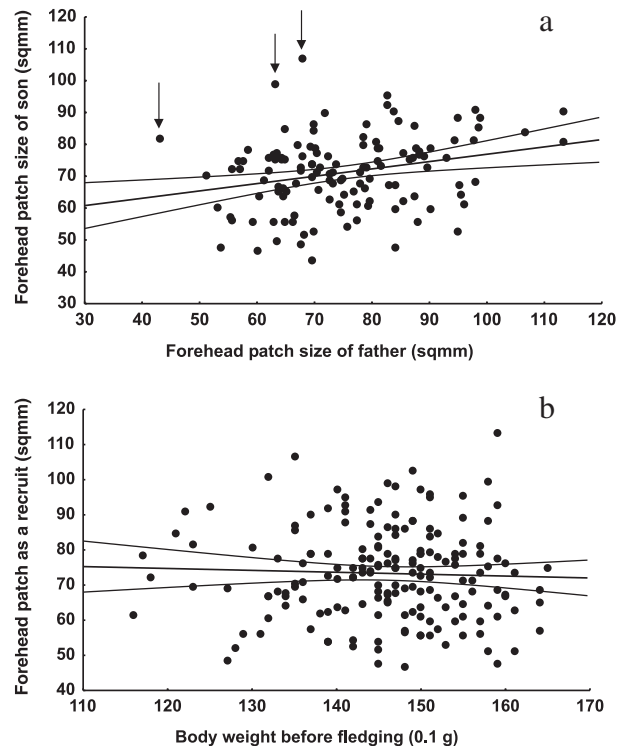 a
Forehead patch size of son (sqmm)
120
110
100
90
80
70
60
50
40
30
30 40 50 60 70 80 90 100 110 120
Forehead patch size of father (sqmm)
b
Forehead patch as a recruit (sqmm)
120
110
100
90
80
70
60
50
40
110 120 130 140 150 160 170
Body weight before fledging (0.1 g)